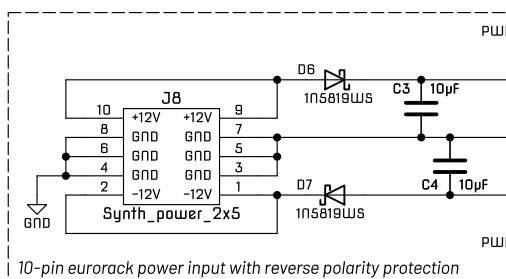 PWR
D6
1N5819WS
C3
10µF
J8
10
+12V
+12V
9
8
GND
GND
7
6
GND
GND
5
4
GND
GND
3
2
-12V
-12V
1
Synth_power_2x5
GND
D7
1N5819WS
C4
10µF
10-pin eurorack power input with reverse polarity protection